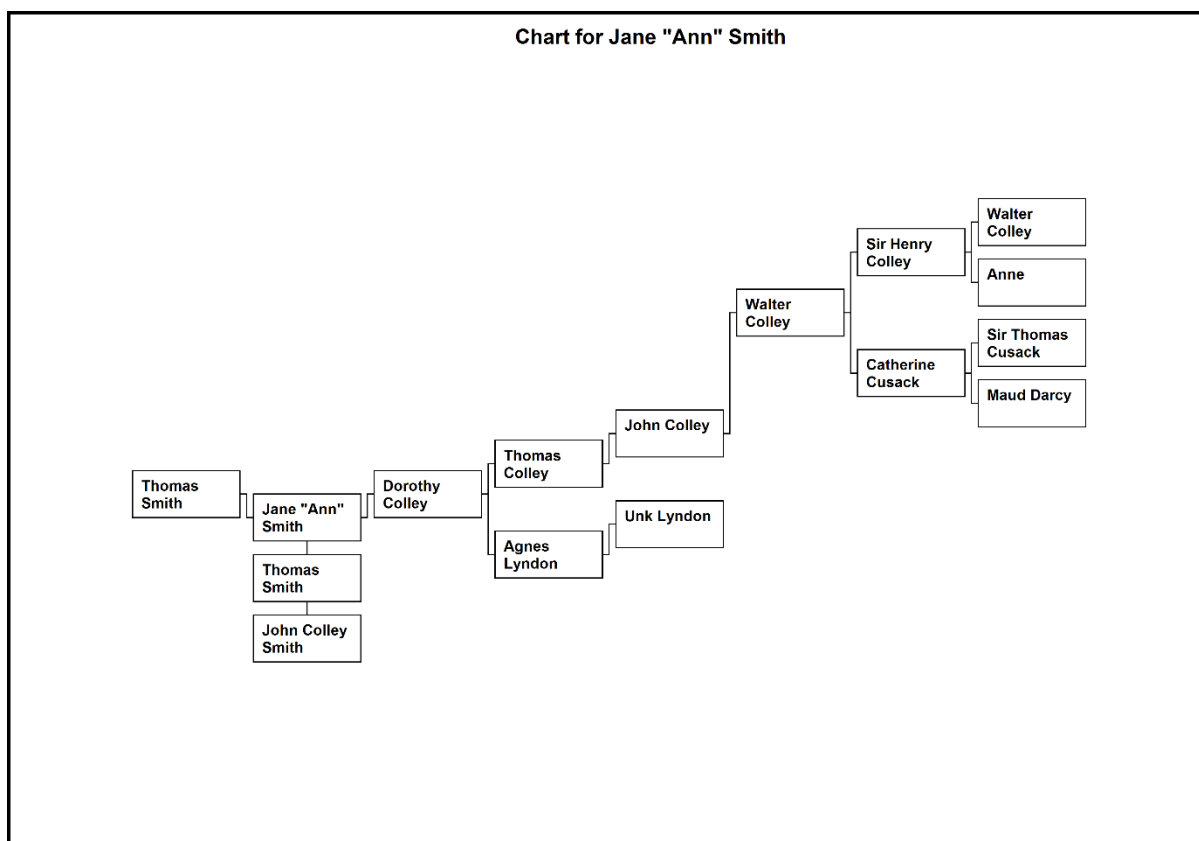 Chart for Jane "Ann" Smith
Walter
Colley
Sir Henry
Colley
Anne
Walter
Colley
Sir Thomas
Cusack
Catherine
Cusack
Maud Darcy
John Colley
Thomas
Colley
Thomas
Smith
Dorothy
Colley
Jane "Ann"
Smith
Unk Lyndon
Agnes
Lyndon
Thomas
Smith
John Colley
Smith